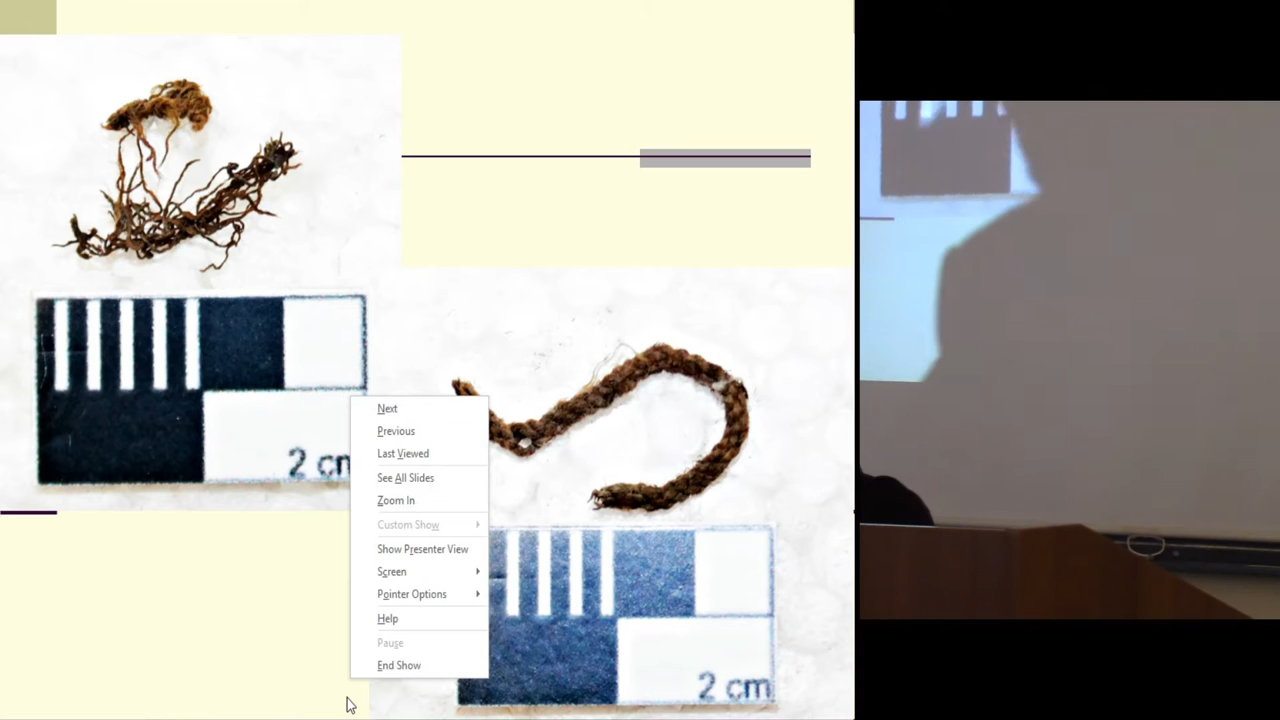 2 cm
Next
Previous
Last Viewed
See All Slides
Zoom In
Custom Show
Show Presenter View
Screen
Pointer Options
Help
Pause
End Show
2 cm